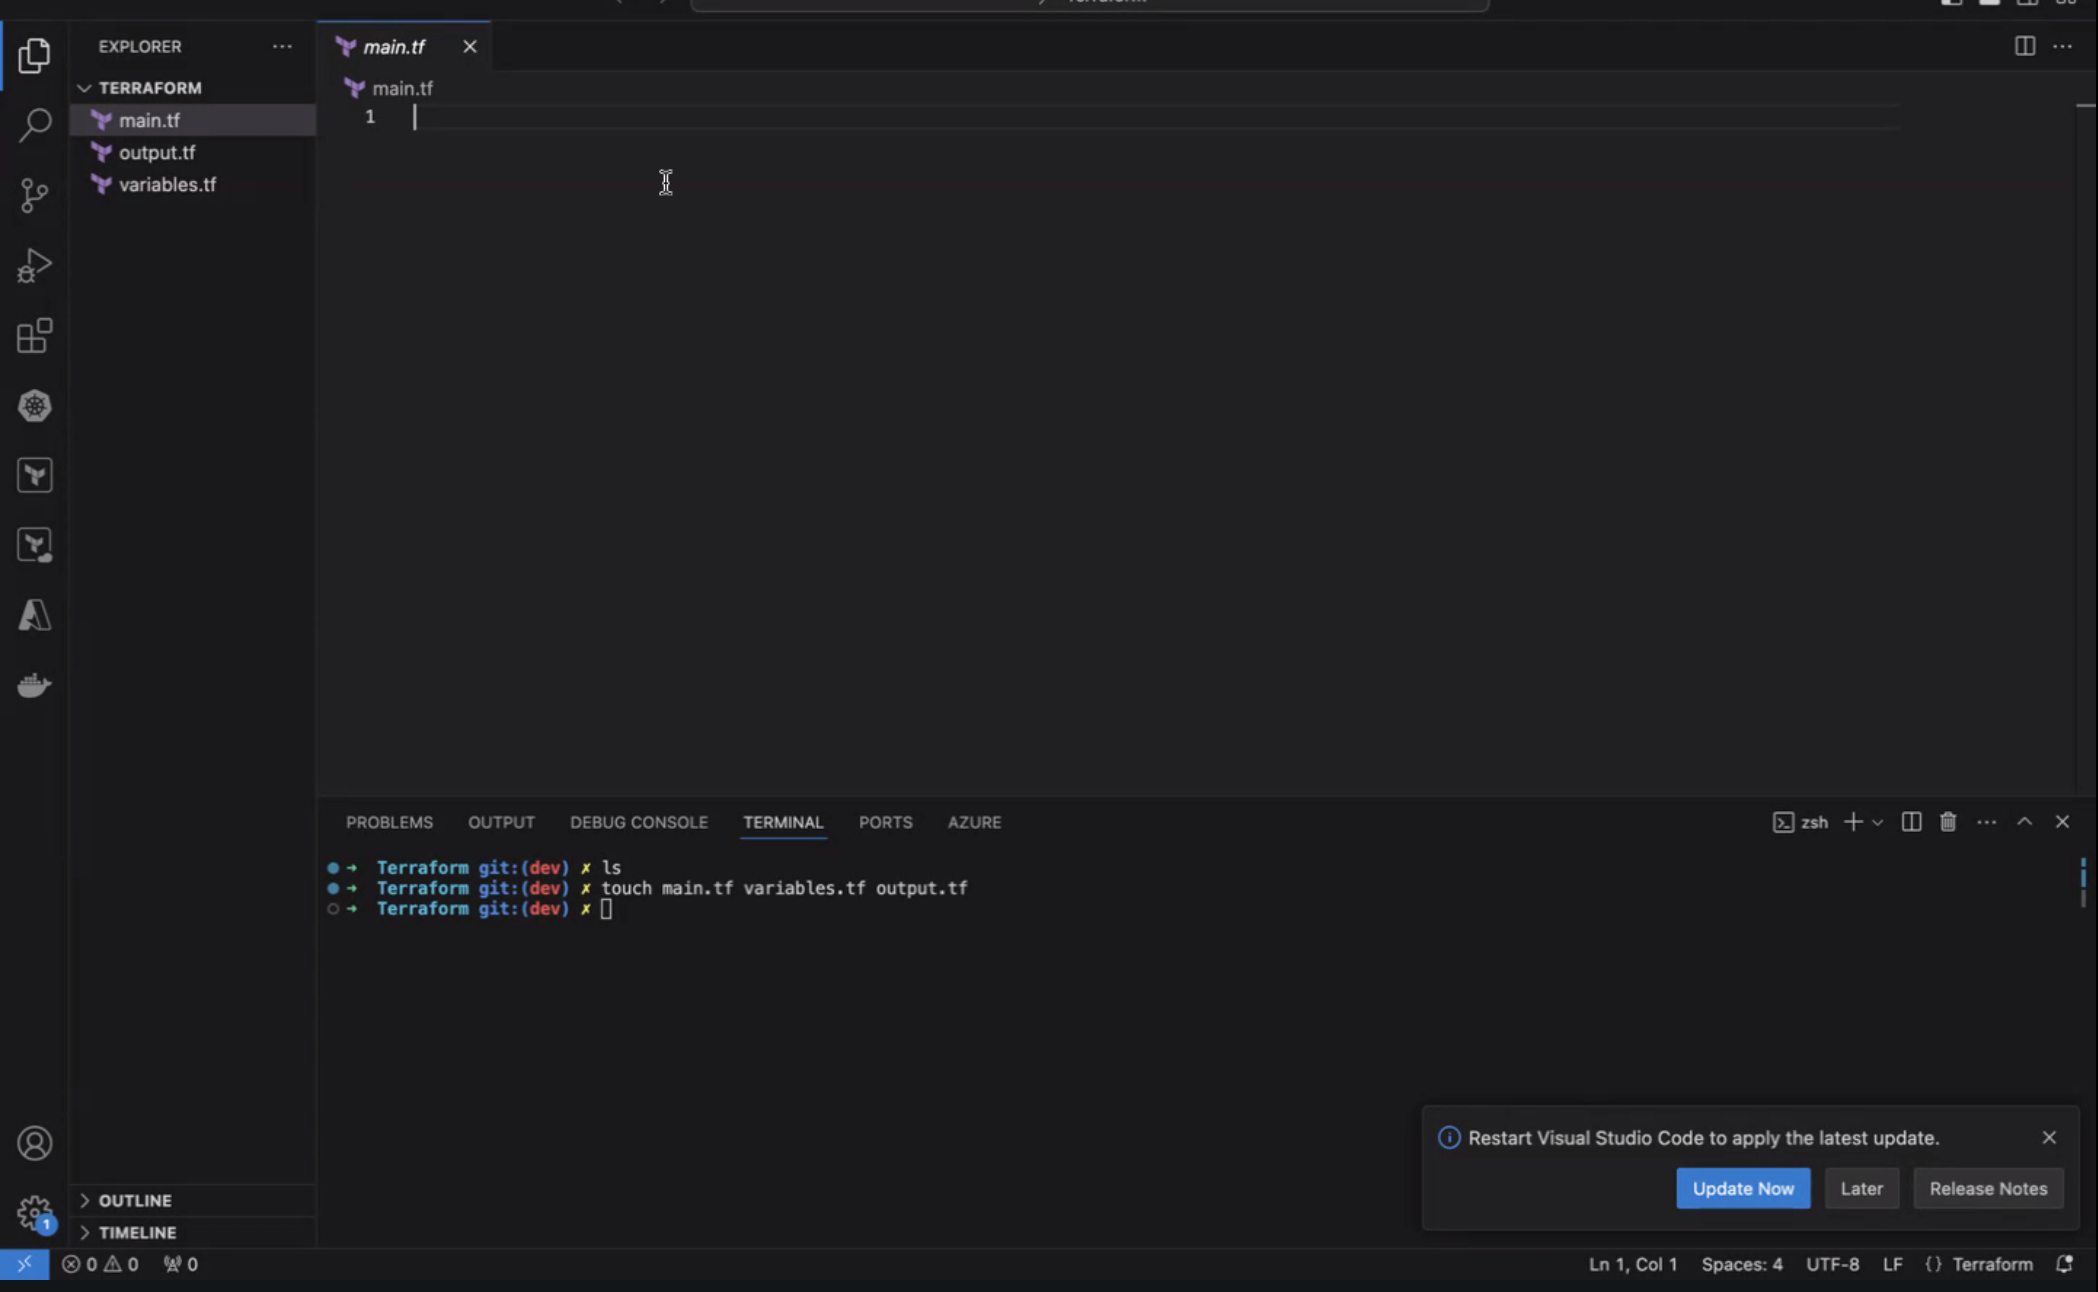 EXPLORER
TERRAFORM
main.tf
output.tf
variables.tf
OUTLINE
TIMELINE
main.tf
main.tf
1
PROBLEMS OUTPUT DEBUG CONSOLE TERMINAL PORTS AZURE
zsh
Terraform git:(dev) ✗ ls
Terraform git:(dev) ✗ touch main.tf variables.tf output.tf
Terraform git:(dev) ✗
Restart Visual Studio Code to apply the latest update.
Update Now Later Release Notes
1
0 0 0 Ln 1, Col 1 Spaces: 4 UTF-8 LF {} Terraform